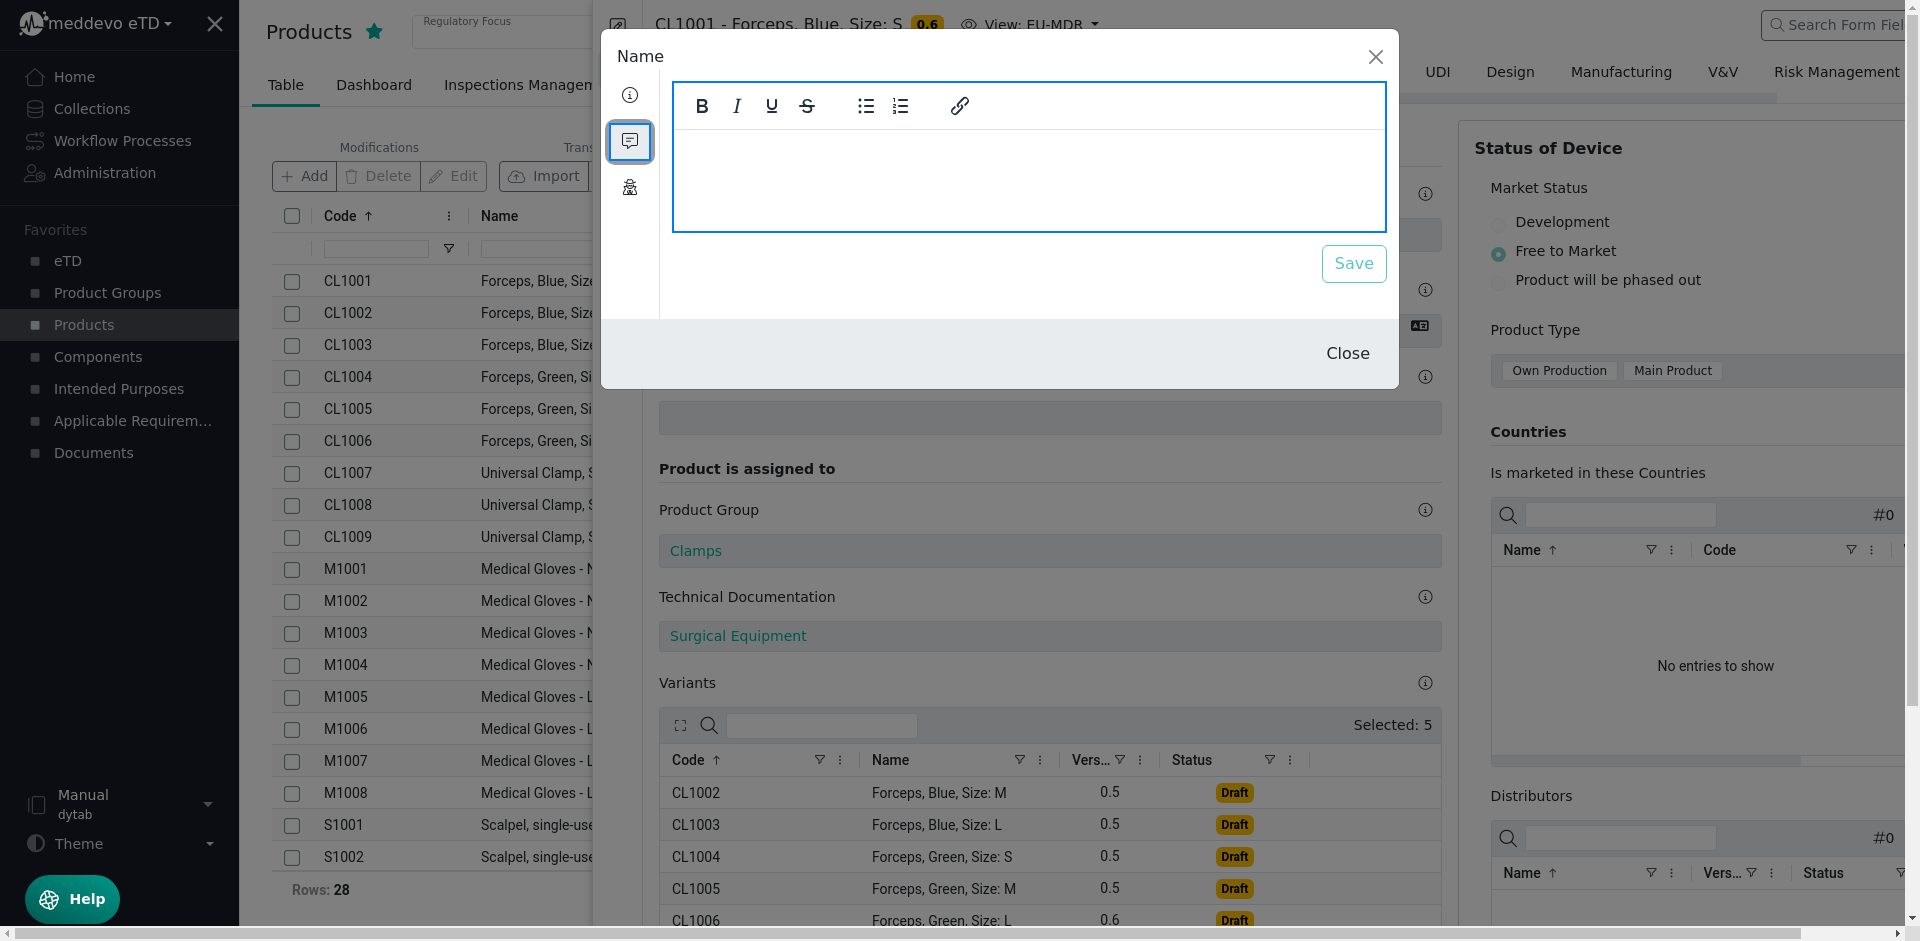 meddevo eTD
Home
Collections
Workflow Processes
Administration
Favorites
eTD
Product Groups
Products
Components
Intended Purposes
Applicable Requirem...
Documents
Manual
dytab
Theme
Help
Products
Regulatory Focus
Table
Dashboard
Inspections Managem
Modifications
Trans
Add
Delete
Edit
Import
Code
Name
CL1001
Forceps, Blue, Size
CL1002
Forceps, Blue, Size
CL1003
Forceps, Blue, Size
CL1004
Forceps, Green, Si
CL1005
Forceps, Green, Si
CL1006
Forceps, Green, Si
CL1007
Universal Clamp, S
CL1008
Universal Clamp, S
CL1009
Universal Clamp, S
M1001
Medical Gloves - N
M1002
Medical Gloves - N
M1003
Medical Gloves - N
M1004
Medical Gloves - N
M1005
Medical Gloves - L
M1006
Medical Gloves - L
M1007
Medical Gloves - L
M1008
Medical Gloves - L
S1001
Scalpel, single-use
S1002
Scalpel, single-use
Rows: 28
CL1001 - Forceps, Blue, Size: S
0.6
View: EU-MDR
Search Form Fiel
UDI
Design
Manufacturing
V&V
Risk Management
Name
B I U S
Save
Close
Product is assigned to
Product Group
Clamps
Technical Documentation
Surgical Equipment
Variants
Selected: 5
Code
Name
Vers...
Status
CL1002
Forceps, Blue, Size: M
0.5
Draft
CL1003
Forceps, Blue, Size: L
0.5
Draft
CL1004
Forceps, Green, Size: S
0.5
Draft
CL1005
Forceps, Green, Size: M
0.5
Draft
CL1006
Forceps, Green, Size: L
0.6
Draft
Status of Device
Market Status
Development
Free to Market
Product will be phased out
Product Type
Own Production
Main Product
Countries
Is marketed in these Countries
#0
Name
Code
No entries to show
Distributors
#0
Name
Vers...
Status